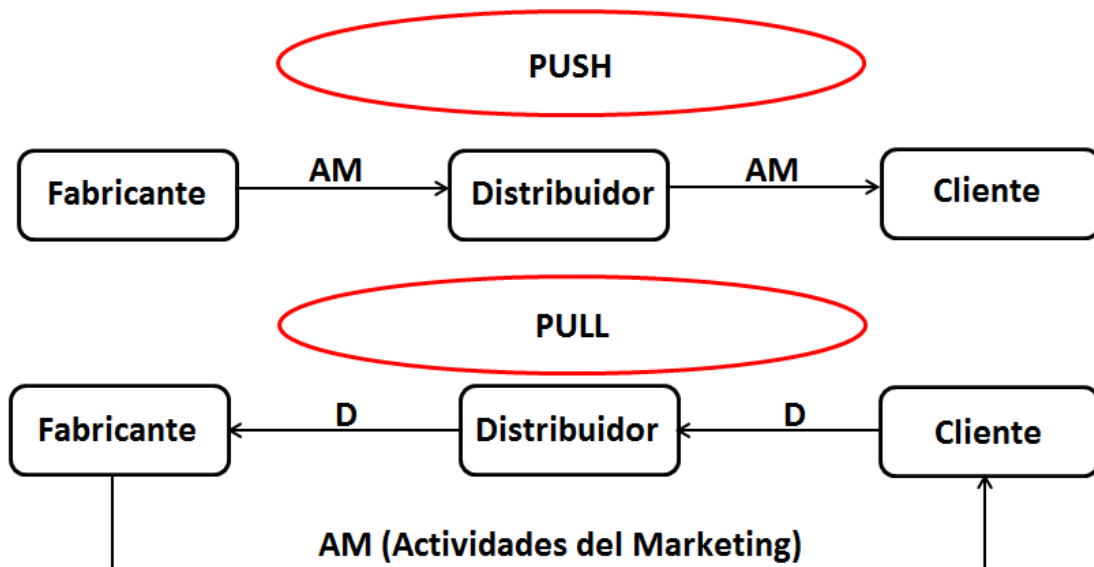 PUSH
Fabricante AM Distribuidor AM Cliente
PULL
Fabricante D Distribuidor D Cliente
AM (Actividades del Marketing)